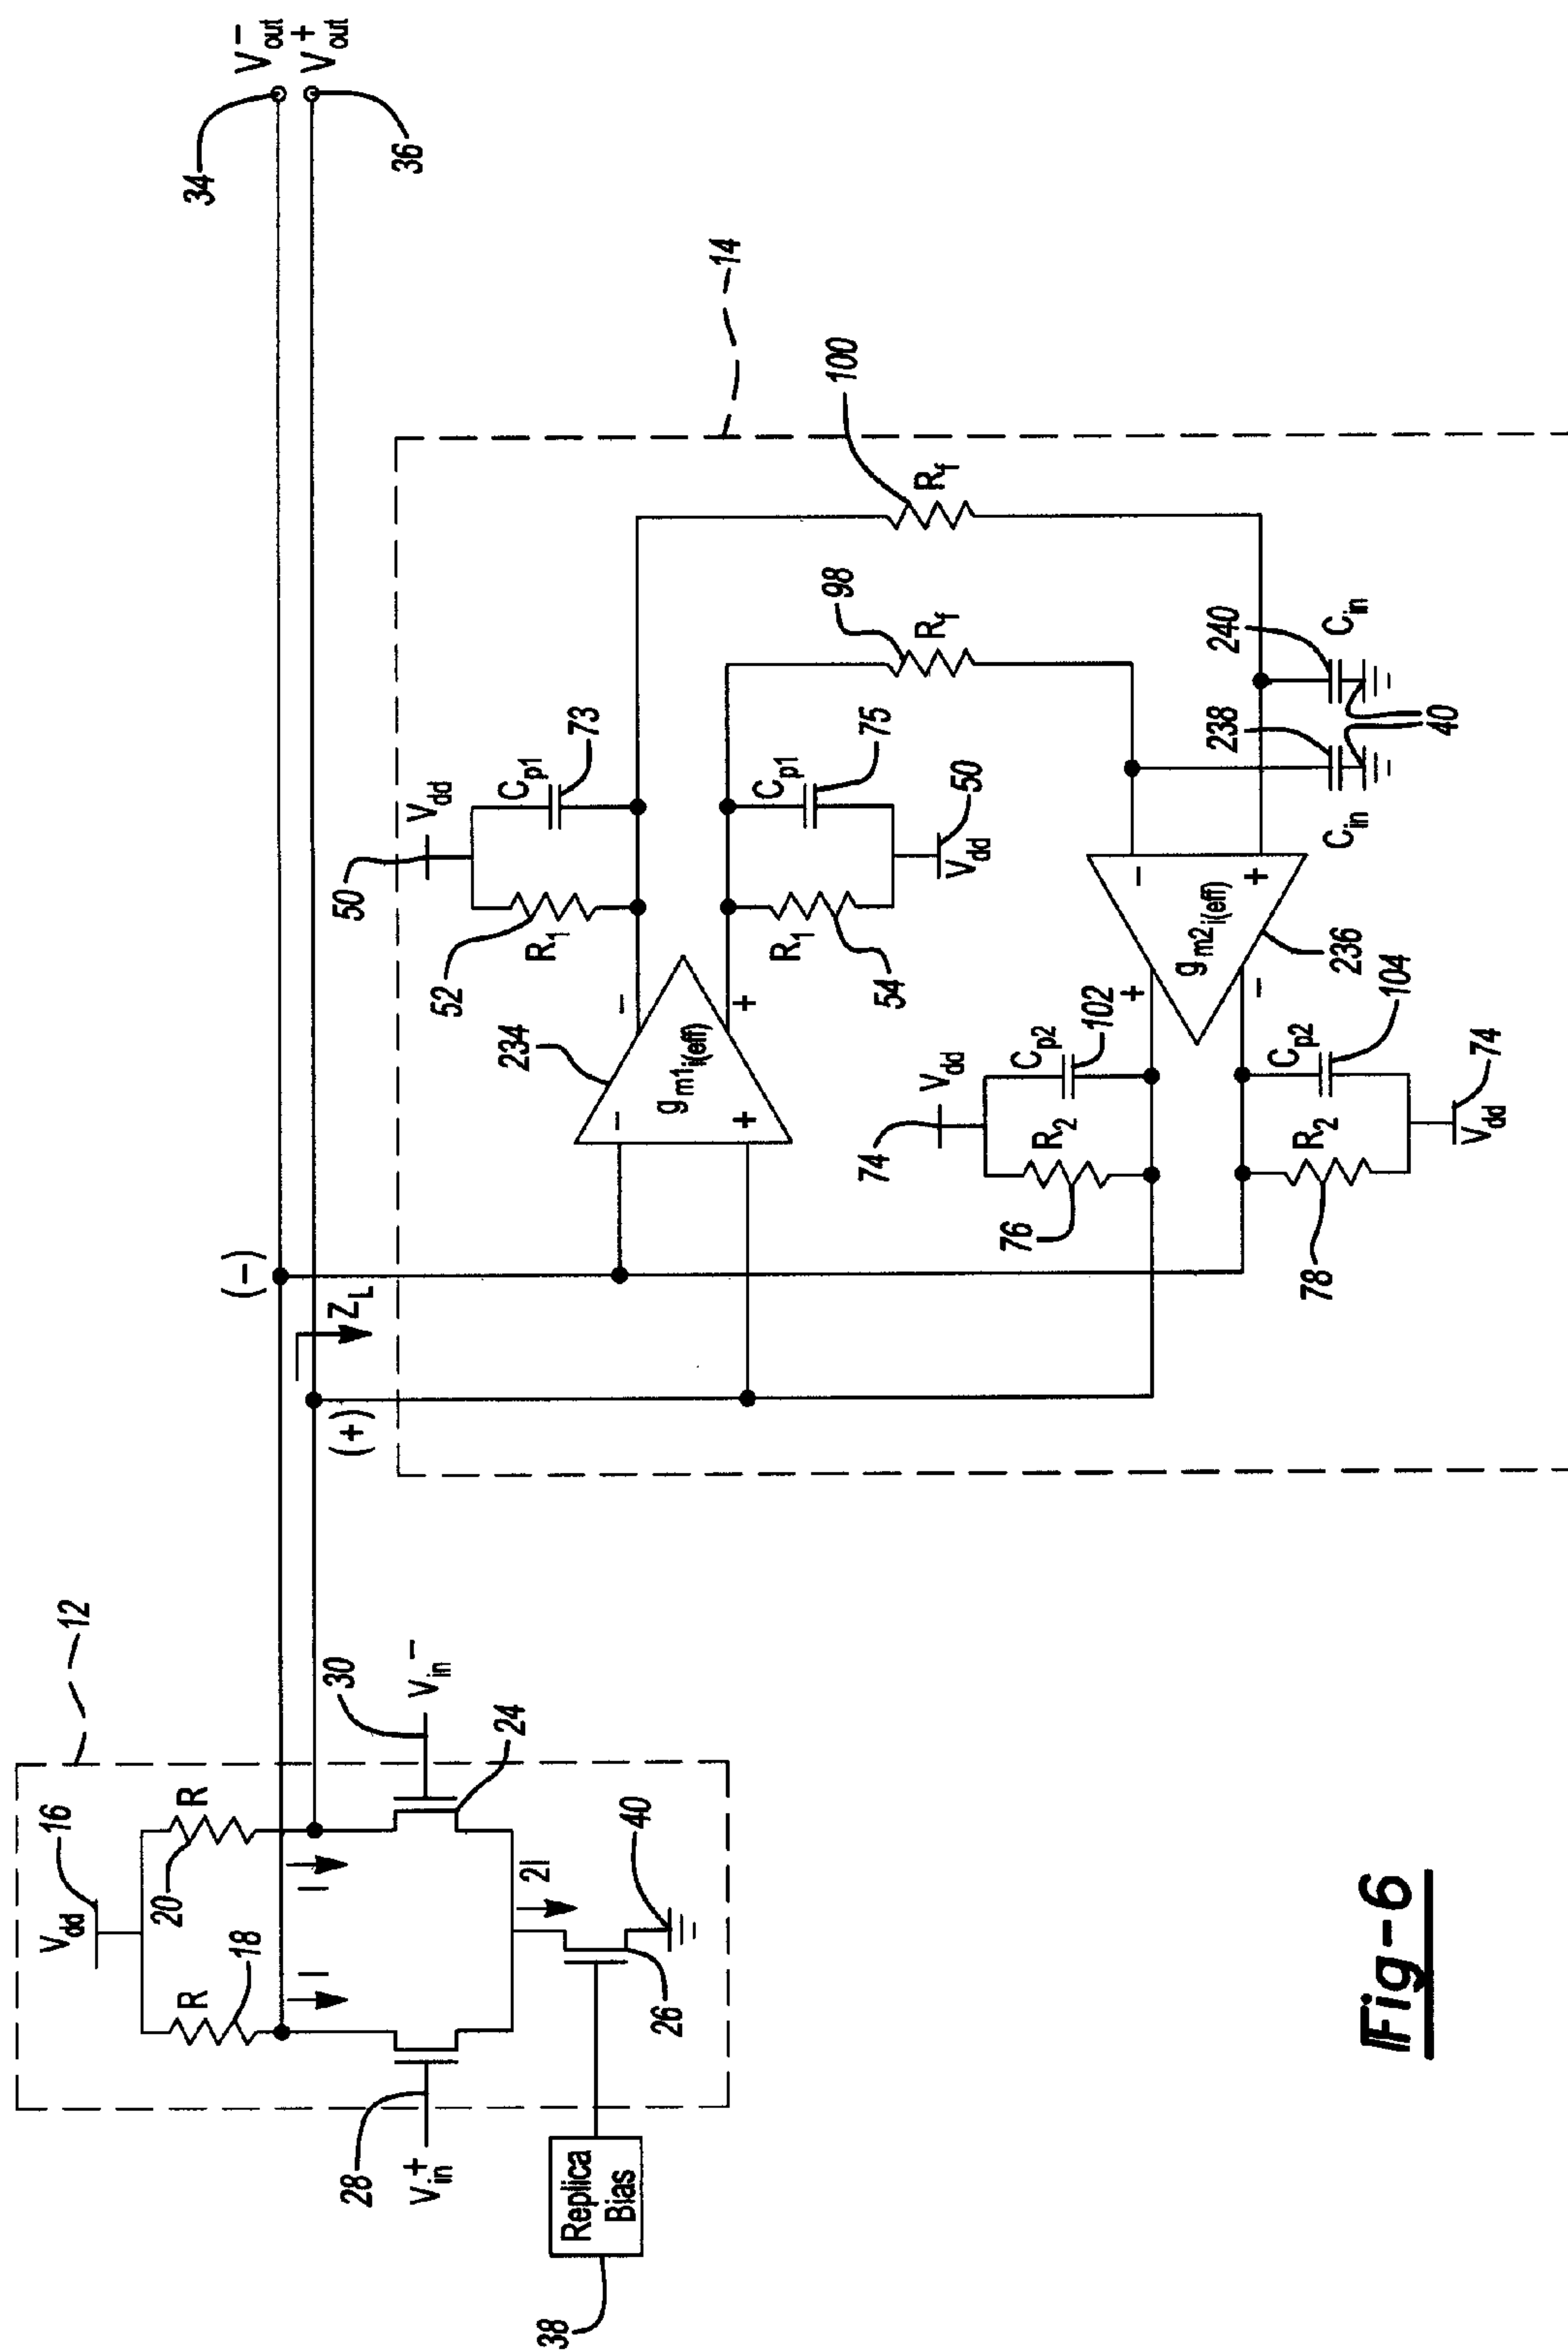 12
16
V_dd
20
R
18
R
I
I
28
V_in^+
30
V_in^-
24
2I
26
40
Replica
Bias
38
(-)
(+)
Z_L
34
V_out^-
V_out^+
36
14
50
V_dd
C_p1
73
R_1
52
234
g_m1i(eff)
-
+
-
+
C_p1
75
R_1
54
50
V_dd
98
R_f
100
R_f
74
V_dd
C_p2
102
R_2
76
+
-
g_m2i(eff)
-
+
236
C_p2
104
R_2
78
74
V_dd
238
240
C_in
C_in
40
Fig-6